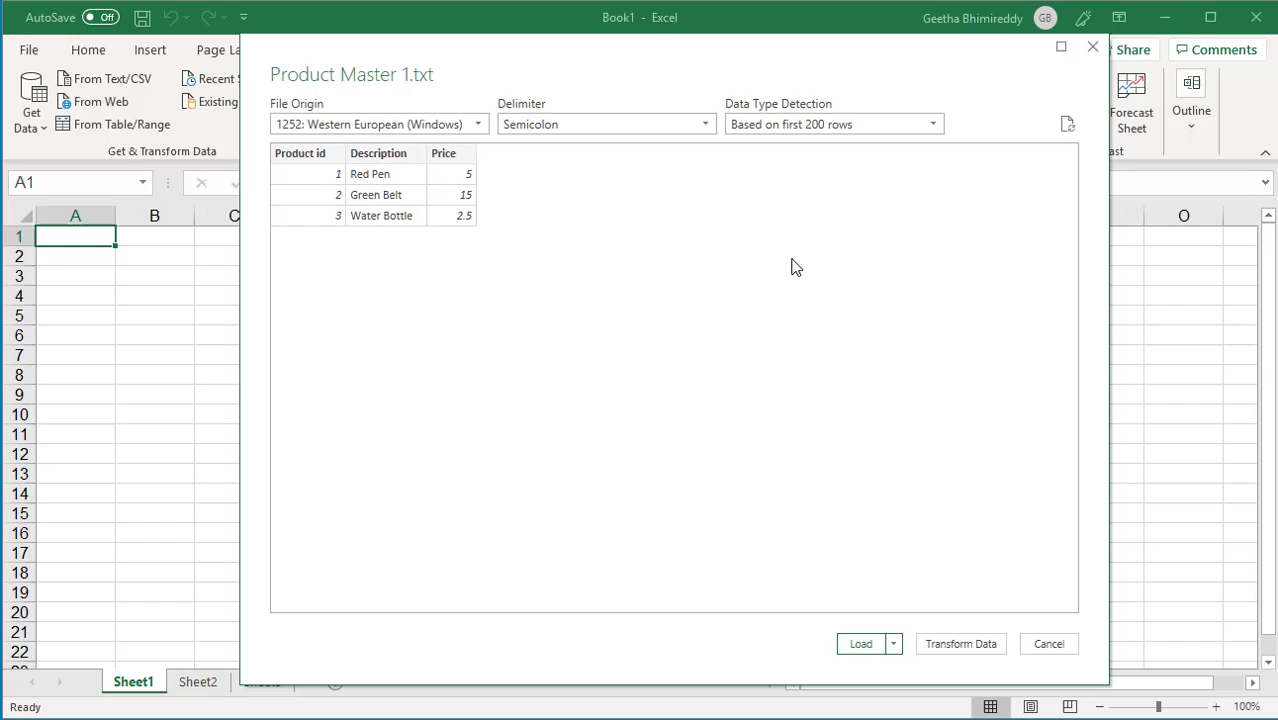 AutoSave Off Book1 - Excel Geetha Bhimireddy GB
File Home Insert Page La Share Comments
Get Data
From Text/CSV
From Web
From Table/Range
Recent S
Existing
Get & Transform Data
Forecast Sheet
Outline
ast
A1
A B C O
1
2
3
4
5
6
7
8
9
10
11
12
13
14
15
16
17
18
19
20
21
22
Product Master 1.txt
File Origin Delimiter Data Type Detection
1252: Western European (Windows) Semicolon Based on first 200 rows
Product id Description Price
1 Red Pen 5
2 Green Belt 15
3 Water Bottle 2.5
Load Transform Data Cancel
Sheet1 Sheet2
Ready 100%